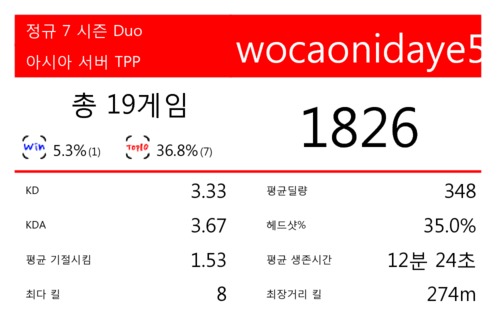 정규 7 시즌 Duo
아시아 서버 TPP
wocaonidaye5
총 19게임
Win 5.3% (1) Top10 36.8% (7)
1826
KD 3.33
평균딜량 348
KDA 3.67
헤드샷% 35.0%
평균 기절시킴 1.53
평균 생존시간 12분 24초
최다 킬 8
최장거리 킬 274m